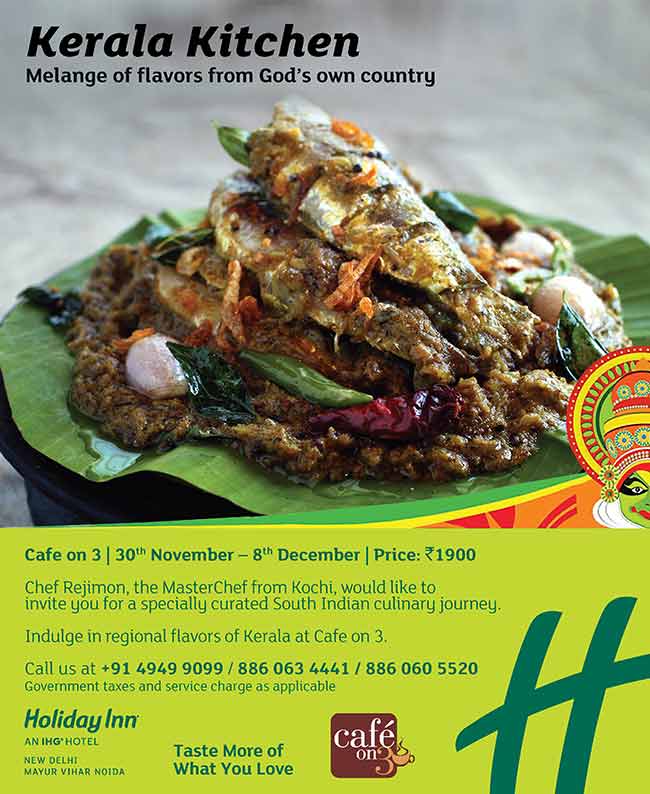 Kerala Kitchen
Melange of flavors from God's own country
Cafe on 3 | 30th November – 8th December | Price: ₹1900
Chef Rejimon, the MasterChef from Kochi, would like to
invite you for a specially curated South Indian culinary journey.
Indulge in regional flavors of Kerala at Cafe on 3.
Call us at +91 4949 9099 / 886 063 4441 / 886 060 5520
Government taxes and service charge as applicable
Holiday Inn
AN IHG® HOTEL
NEW DELHI
MAYUR VIHAR NOIDA
Taste More of
What You Love
café
on 3
H